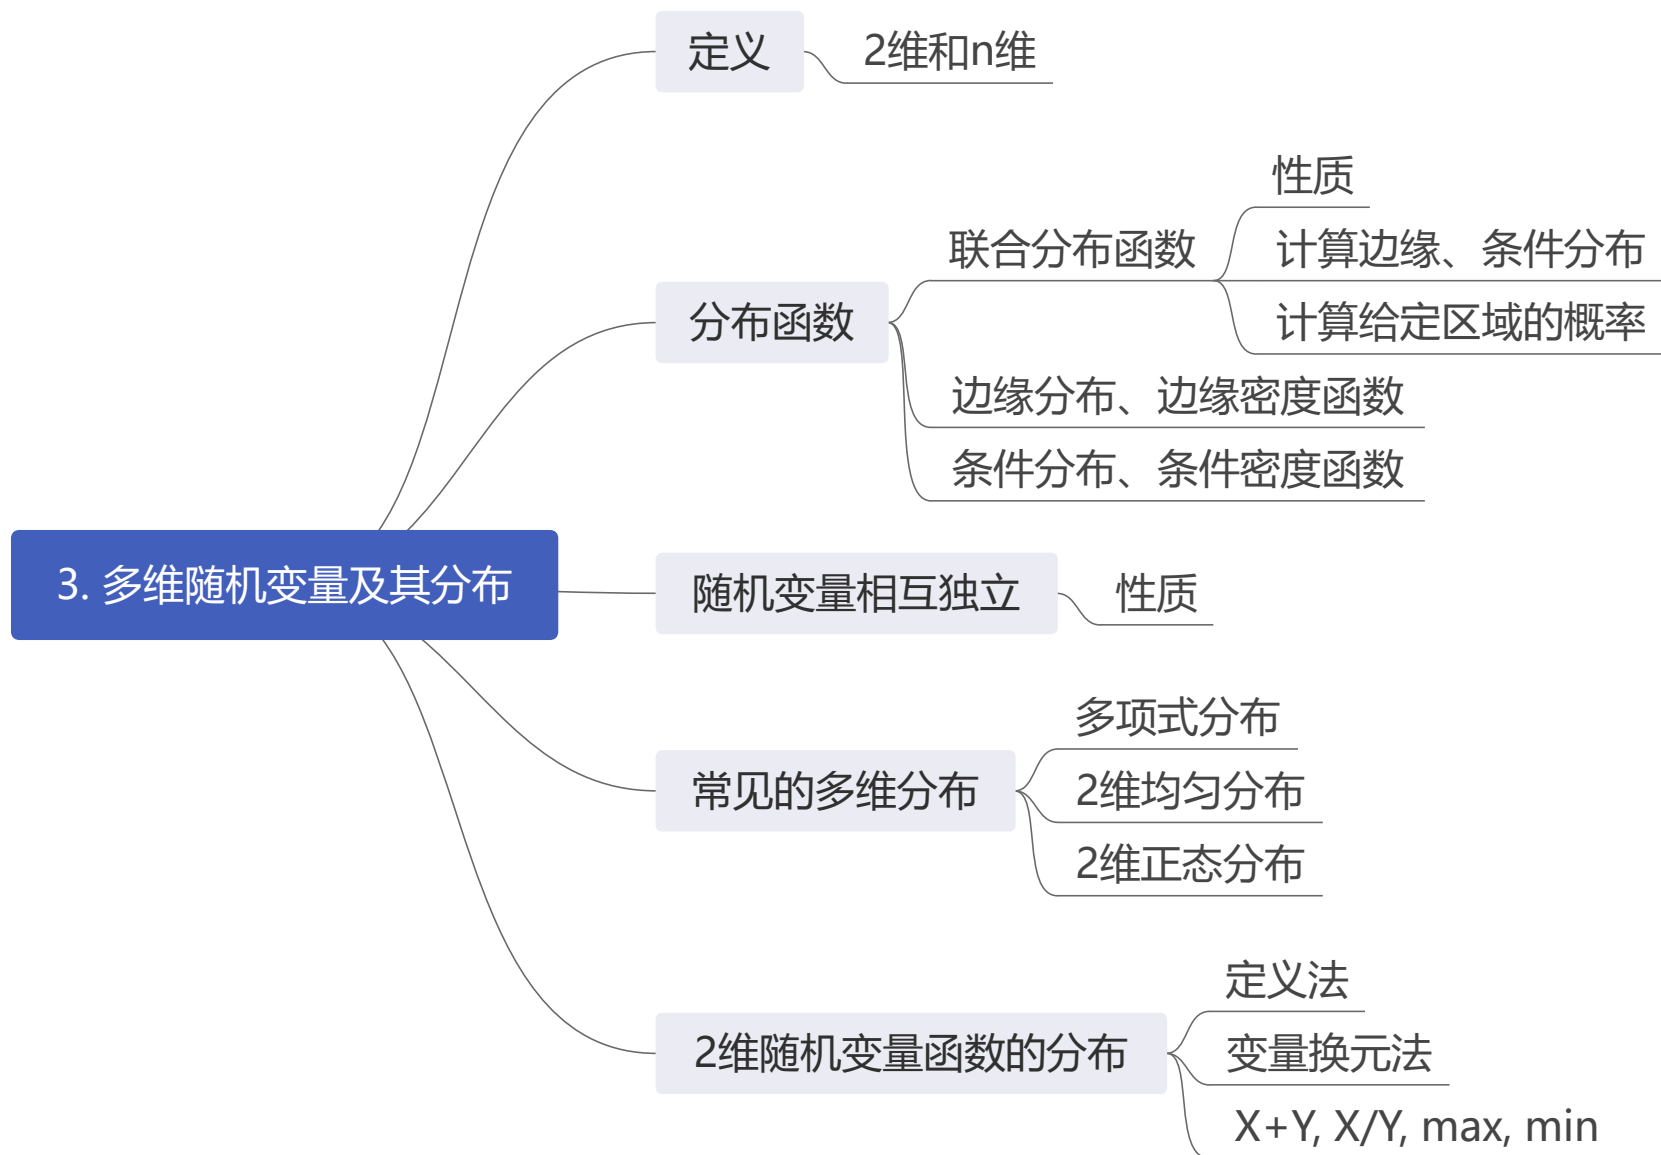 3. 多维随机变量及其分布
定义
2维和n维
分布函数
联合分布函数
性质
计算边缘、条件分布
计算给定区域的概率
边缘分布、边缘密度函数
条件分布、条件密度函数
随机变量相互独立
性质
常见的多维分布
多项式分布
2维均匀分布
2维正态分布
2维随机变量函数的分布
定义法
变量换元法
X+Y, X/Y, max, min